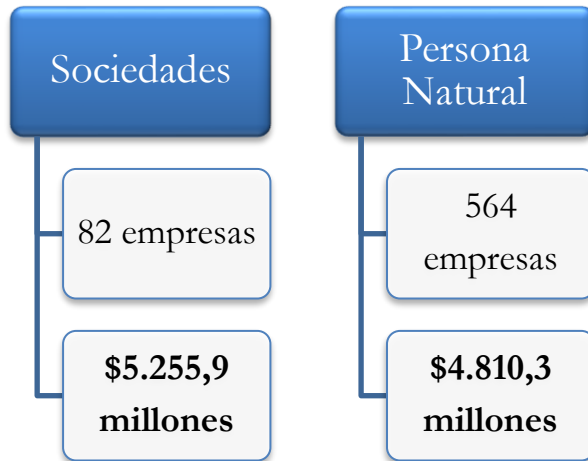 Sociedades
82 empresas
$5.255,9
millones
Persona
Natural
564
empresas
$4.810,3
millones